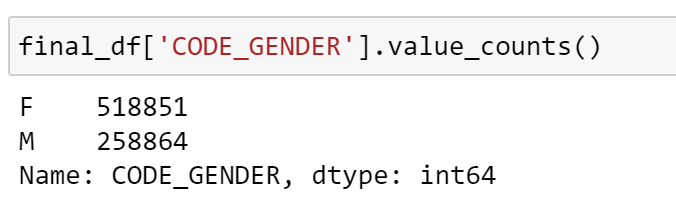 final_df['CODE_GENDER'].value_counts()
F    518851
M    258864
Name: CODE_GENDER, dtype: int64